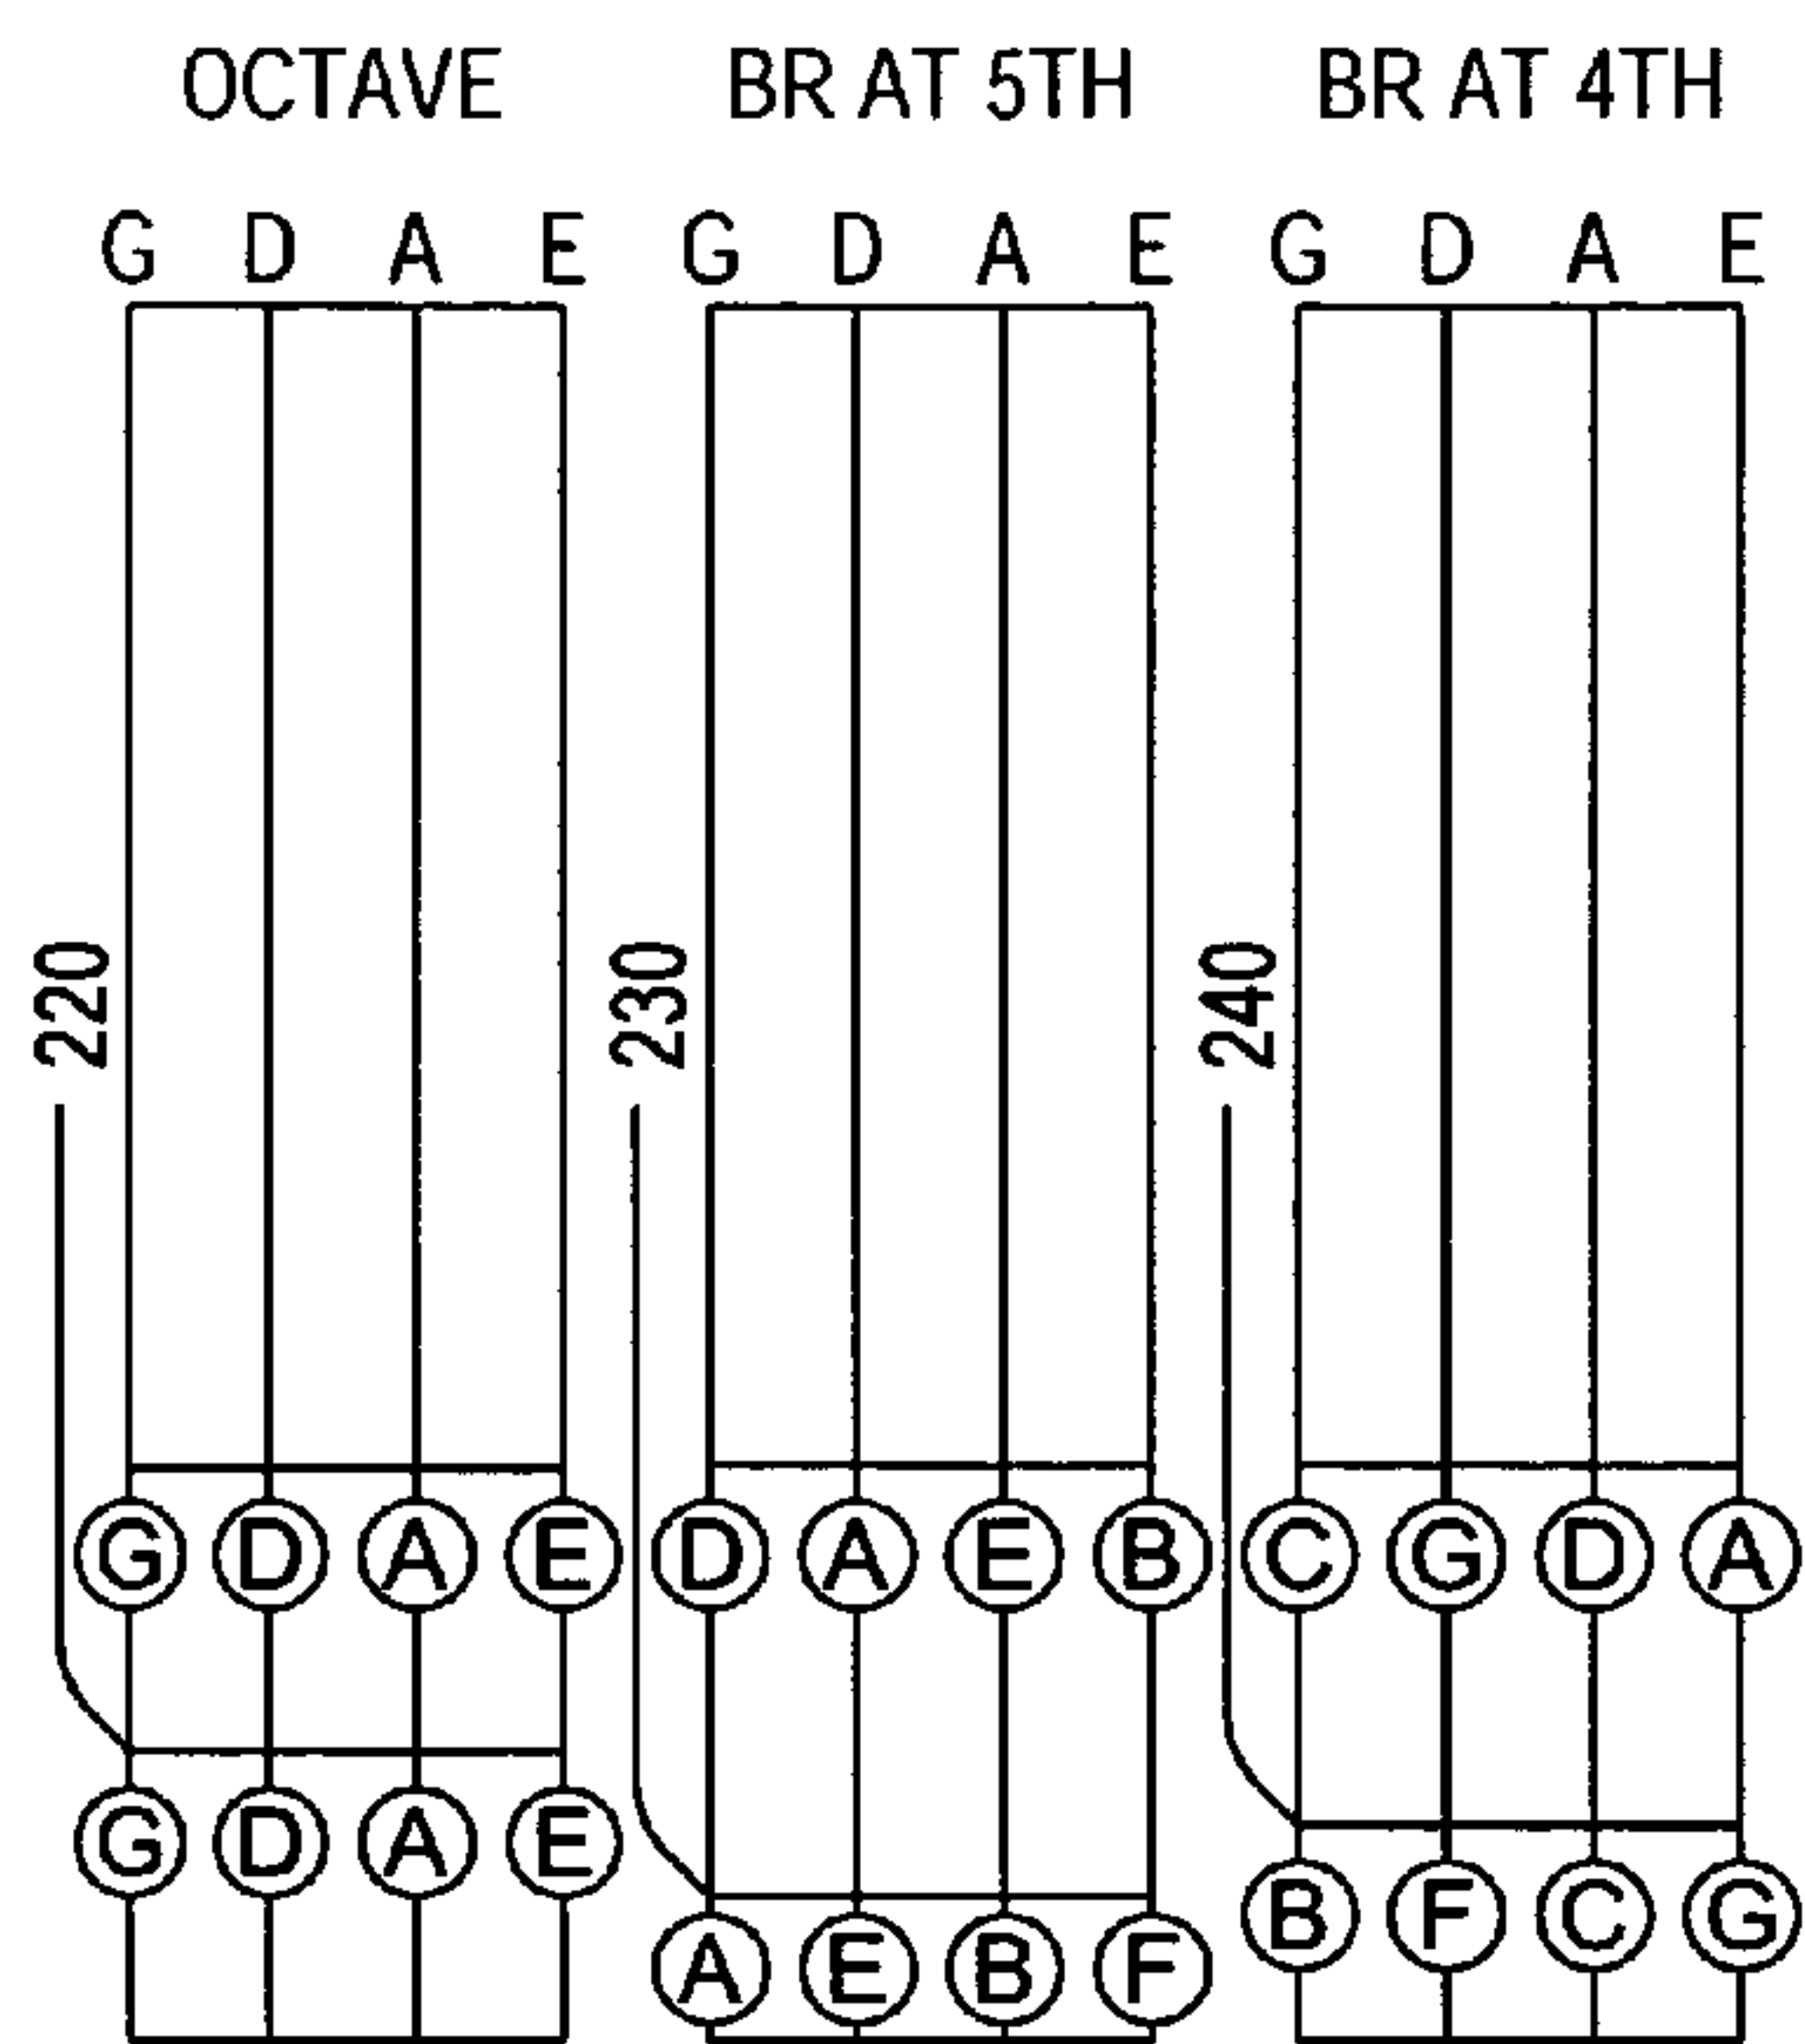 OCTAVE BR AT 5TH BR AT 4TH
G D A E G D A E G D A E
220 230 240
G D A E D A E B C G D A
G D A E A E B F B F C G